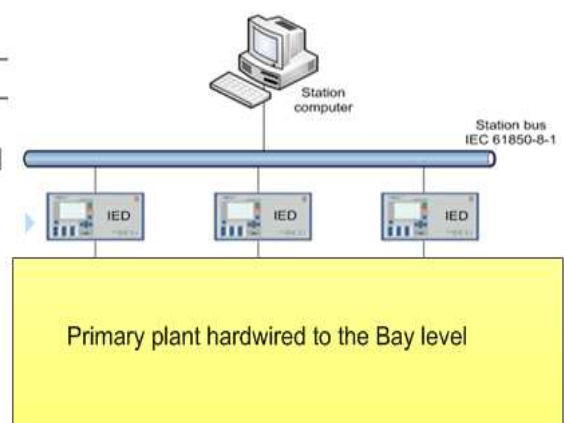 Station
computer
Station bus
IEC 61850-8-1
IED
IED
IED
Primary plant hardwired to the Bay level